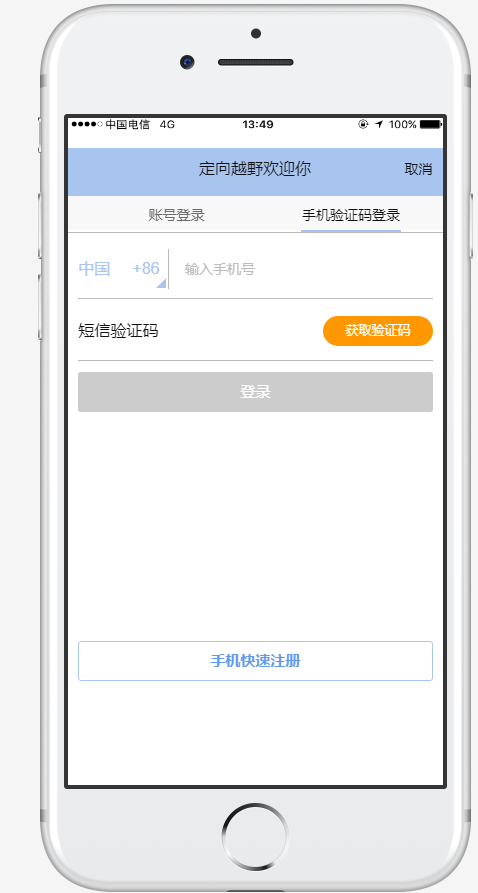 中国电信 4G 13:49 100%
定向越野欢迎你 取消
账号登录 手机验证码登录
中国 +86 输入手机号
短信验证码 获取验证码
登录
手机快速注册